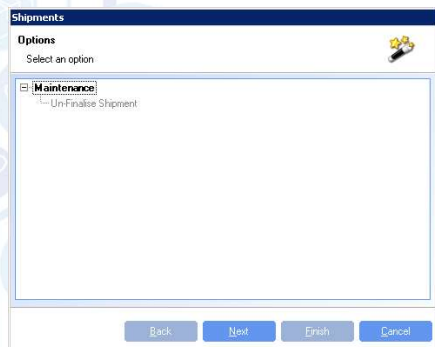 Shipments
Options
Select an option
Maintenance
Un-Finalise Shipment
Back Next Finish Cancel